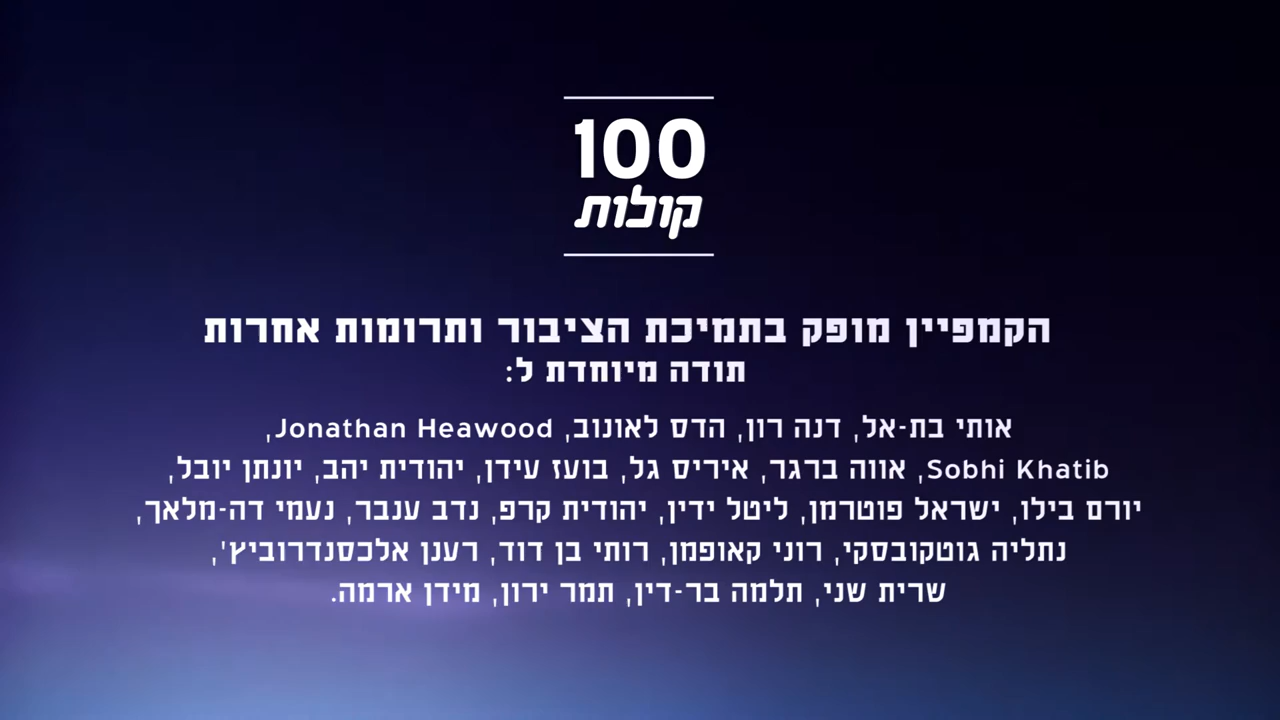 100
קולות
הקמפיין מופק בתמיכת הציבור ותרומות אחרות
תודה מיוחדת ל:
אותי בת-אל, דנה רון, הדס לאונוב, Jonathan Heawood,
Sobhi Khatib, אווה ברגר, איריס גל, בועז עידן, יהודית יהב, יונתן יובל,
יורם בילו, ישראל פוטרמן, ליטל ידין, יהודית קרפ, נדב ענבר, נעמי דה-מלאך,
נתליה גוטקובסקי, רוני קאופמן, רותי בן דוד, רענן אלכסנדרוביץ',
שרית שני, תלמה בר-דין, תמר ירון, מידן ארמה.